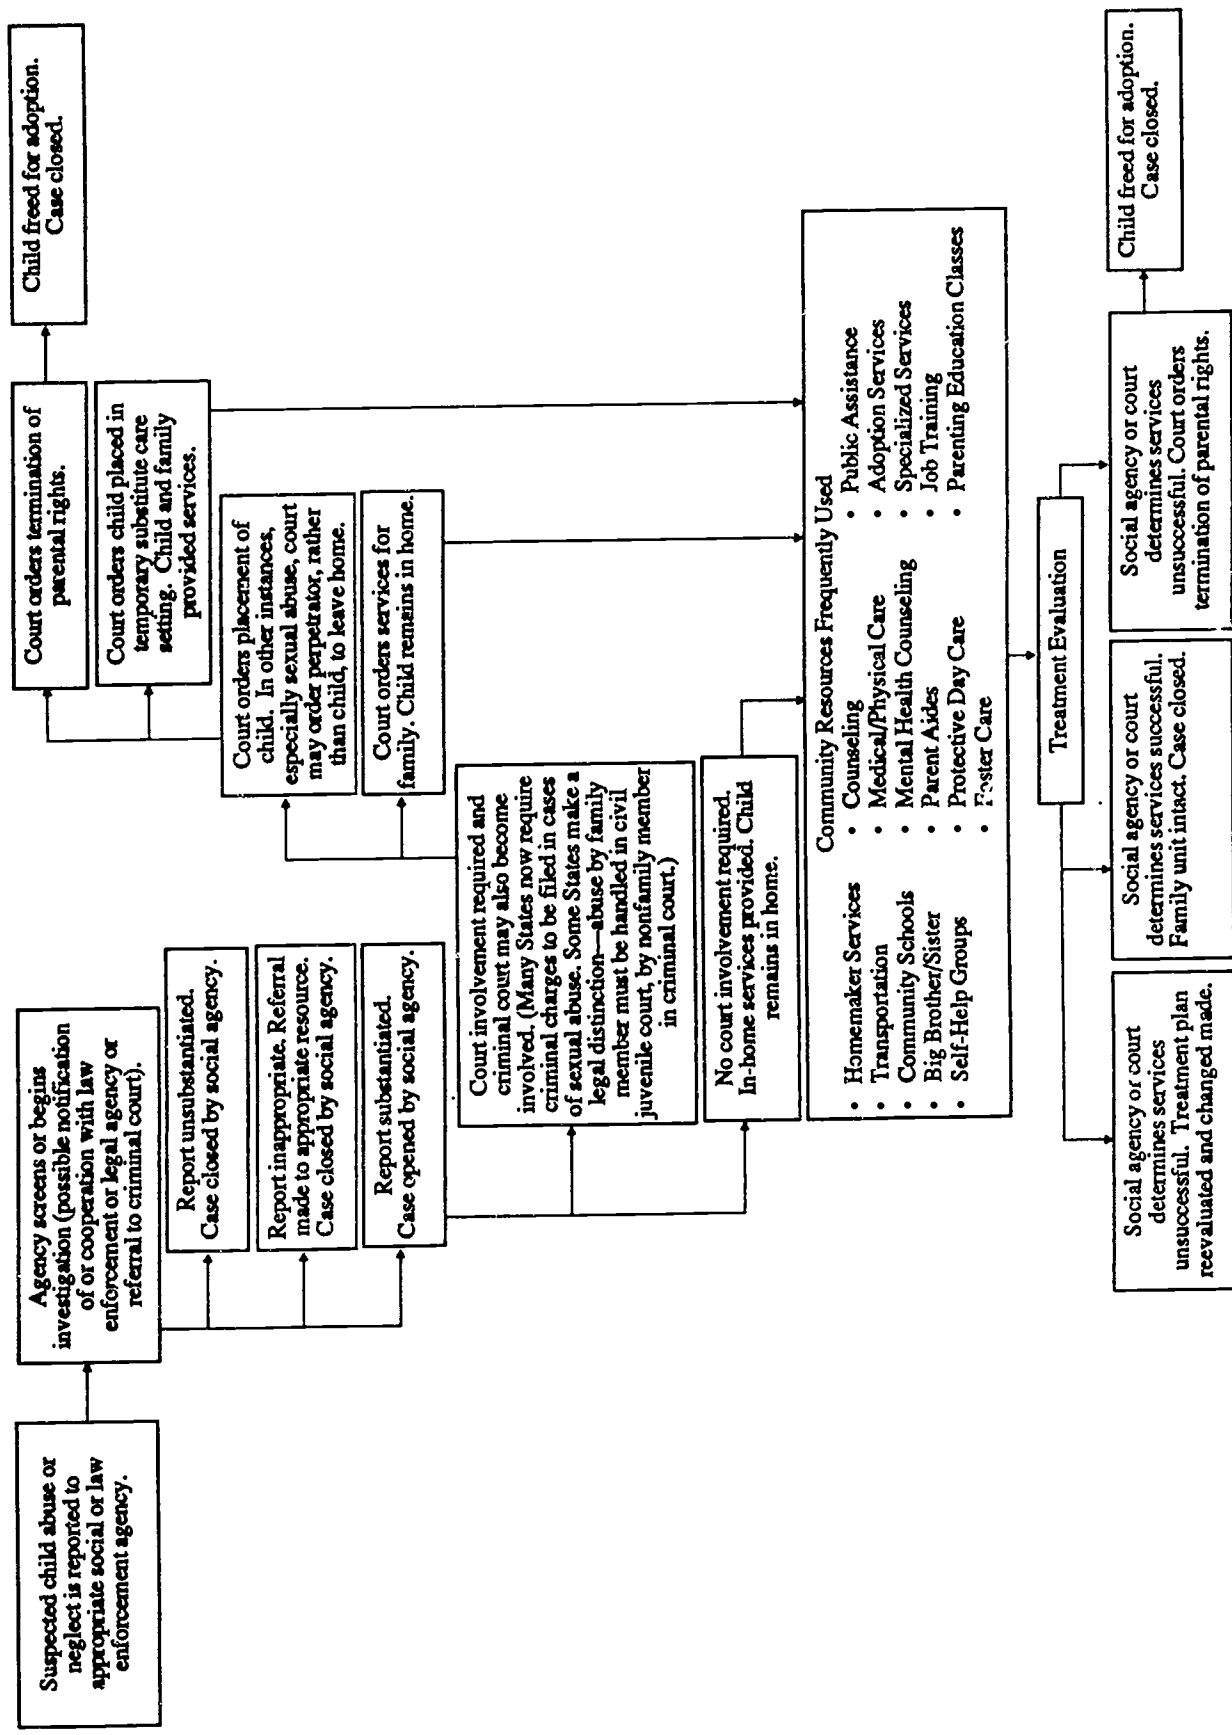 Suspected child abuse or
neglect is reported to
appropriate social or law
enforcement agency.
Agency screens or begins
investigation (possible notification
of or cooperation with law
enforcement or legal agency or
referral to criminal court).
Report unsubstantiated.
Case closed by social agency.
Report inappropriate. Referral
made to appropriate resource.
Case closed by social agency.
Report substantiated.
Case opened by social agency.
Court involvement required and
criminal court may also become
involved. (Many States now require
criminal charges to be filed in cases
of sexual abuse. Some States make a
legal distinction—abuse by family
member must be handled in civil
juvenile court, by nonfamily member
in criminal court.)
No court involvement required.
In-home services provided. Child
remains in home.
Court orders placement of
child. In other instances,
especially sexual abuse, court
may order perpetrator, rather
than child, to leave home.
Court orders services for
family. Child remains in home.
Court orders termination of
parental rights.
Court orders child placed in
temporary substitute care
setting. Child and family
provided services.
Child freed for adoption.
Case closed.
Community Resources Frequently Used
• Homemaker Services
• Transportation
• Community Schools
• Big Brother/Sister
• Self-Help Groups
• Counseling
• Medical/Physical Care
• Mental Health Counseling
• Parent Aides
• Protective Day Care
• Foster Care
• Public Assistance
• Adoption Services
• Specialized Services
• Job Training
• Parenting Education Classes
Treatment Evaluation
Social agency or court
determines services
unsuccessful. Treatment plan
reevaluated and changed made.
Social agency or court
determines services successful.
Family unit intact. Case closed.
Social agency or court
determines services
unsuccessful. Court orders
termination of parental rights.
Child freed for adoption.
Case closed.